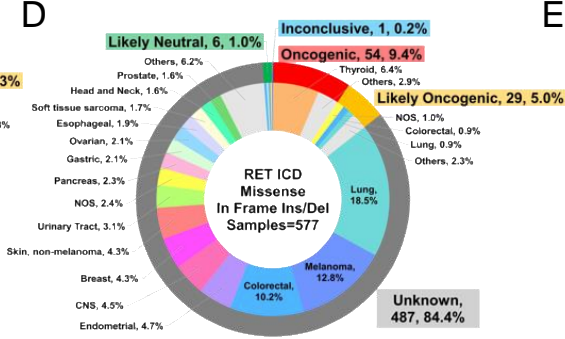 D
E
Inconclusive, 1, 0.2%
Likely Neutral, 6, 1.0%
Oncogenic, 54, 9.4%
Others, 6.2%
Thyroid, 6.4%
Prostate, 1.6%
Others, 2.9%
3%
Head and Neck, 1.6%
Likely Oncogenic, 29, 5.0%
Soft tissue sarcoma, 1.7%
NOS, 1.0%
Esophageal, 1.9%
Colorectal, 0.9%
Ovarian, 2.1%
Lung, 0.9%
Gastric, 2.1%
Others, 2.3%
Pancreas, 2.3%
NOS, 2.4%
Urinary Tract, 3.1%
Skin, non-melanoma, 4.3%
Breast, 4.3%
CNS, 4.5%
Endometrial, 4.7%
RET ICD
Missense
In Frame Ins/Del
Samples=577
Lung,
18.5%
Melanoma,
12.8%
Colorectal,
10.2%
Unknown,
487, 84.4%